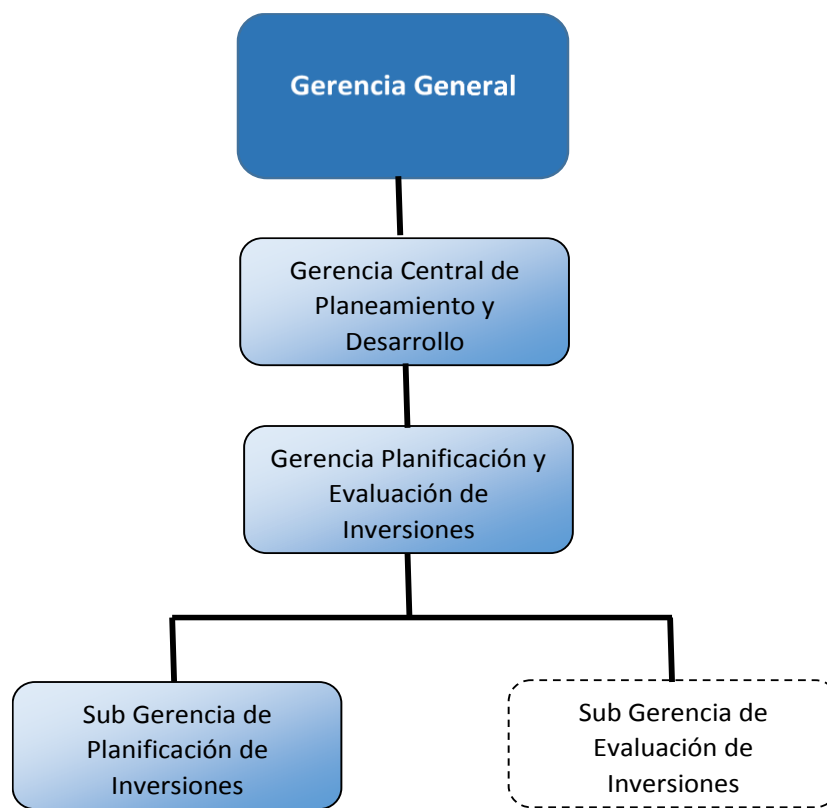 Gerencia General
Gerencia Central de
Planeamiento y
Desarrollo
Gerencia Planificación y
Evaluación de
Inversiones
Sub Gerencia de
Planificación de
Inversiones
Sub Gerencia de
Evaluación de
Inversiones